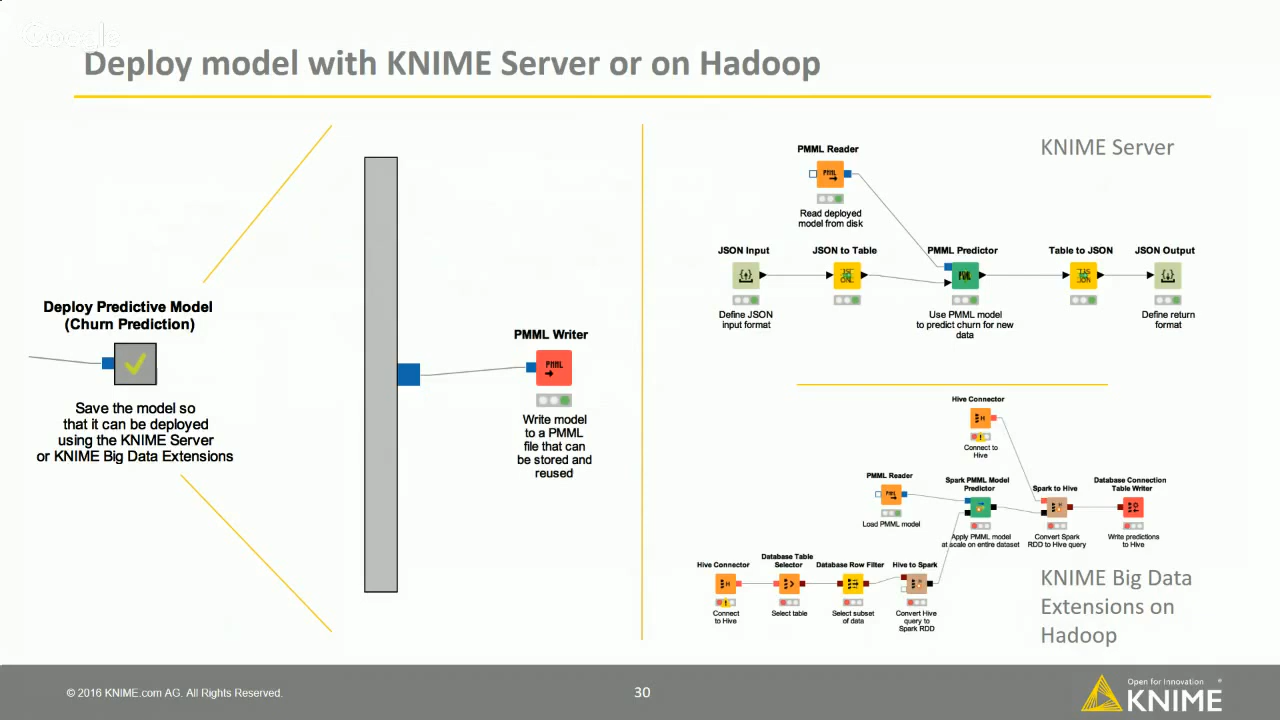 Google
Deploy model with KNIME Server or on Hadoop
Deploy Predictive Model
(Churn Prediction)
Save the model so
that it can be deployed
using the KNIME Server
or KNIME Big Data Extensions
PMML Writer
PMML
Write model
to a PMML
file that can
be stored and
reused
KNIME Server
PMML Reader
PMML
Read deployed
model from disk
JSON Input
Define JSON
input format
JSON to Table
PMML Predictor
Use PMML model
to predict churn for new
data
Table to JSON
JSON Output
Define return
format
Hive Connector
H
Connect to
Hive
PMML Reader
PMML
Load PMML model
Spark PMML Model
Predictor
Apply PMML model
at scale on entire dataset
Spark to Hive
Convert Spark
RDD to Hive query
Database Connection
Table Writer
Write predictions
to Hive
Hive Connector
H
Connect
to Hive
Database Table
Selector
Select table
Database Row Filter
Select subset
of data
Hive to Spark
Convert Hive
query to
Spark RDD
KNIME Big Data
Extensions on
Hadoop
© 2016 KNIME.com AG. All Rights Reserved.
30
Open for Innovation
KNIME
®